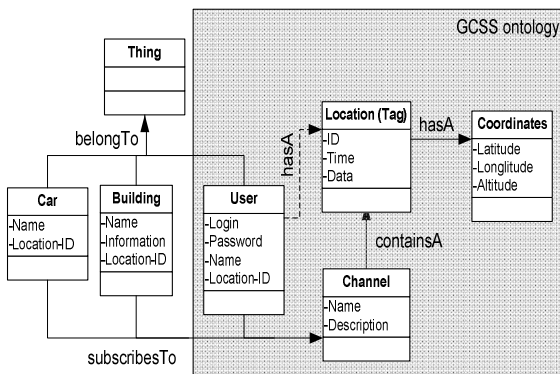 GCSS ontology
Thing
belongTo
Car
-Name
-Location-ID
Building
-Name
-Information
-Location-ID
User
-Login
-Password
-Name
-Location-ID
hasA
Location (Tag)
-ID
-Time
-Data
hasA
Coordinates
-Latitude
-Longlitude
-Altitude
containsA
Channel
-Name
-Description
subscribesTo